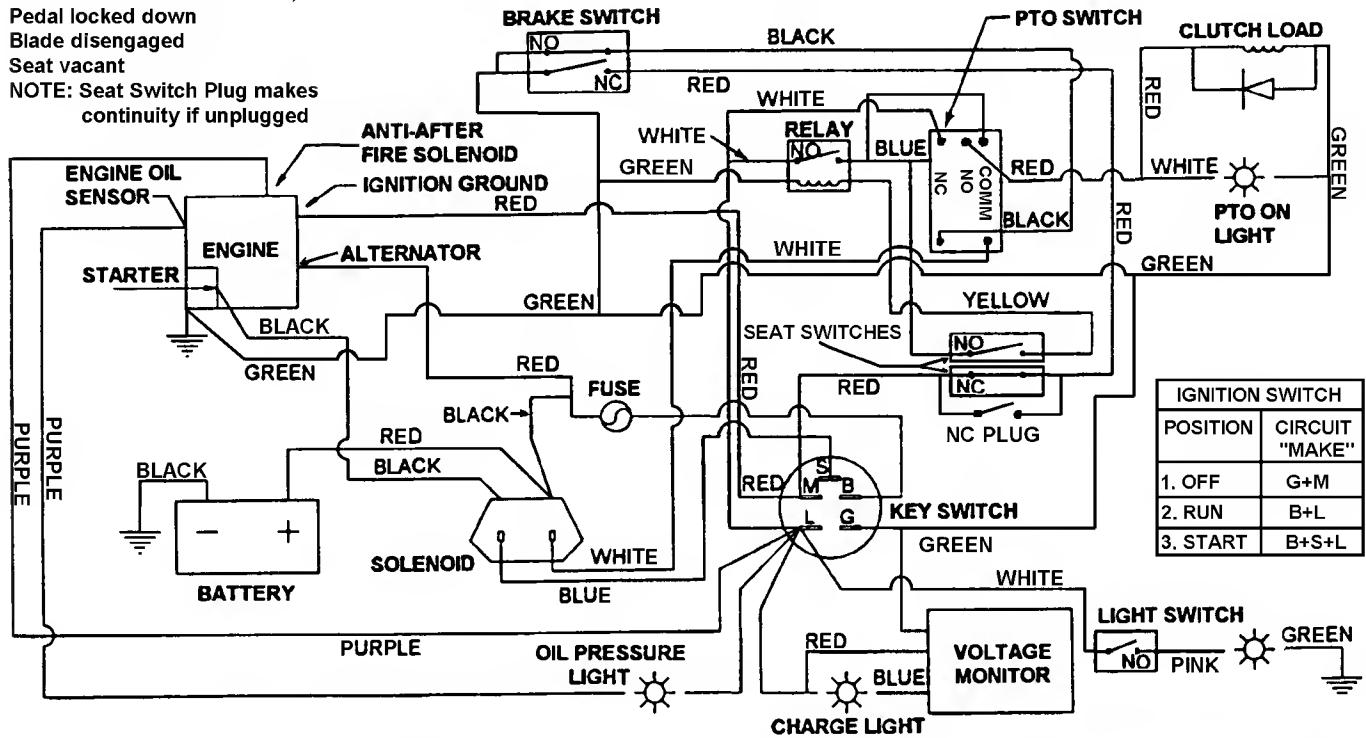 Pedal locked down
Blade disengaged
Seat vacant
NOTE: Seat Switch Plug makes
continuity if unplugged
BRAKE SWITCH
NO
NC
BLACK
RED
PTO SWITCH
CLUTCH LOAD
RED
GREEN
WHITE
WHITE
RELAY
NO
GREEN
BLUE
COMM
NO
NC
RED
WHITE
PTO ON
LIGHT
BLACK
RED
WHITE
GREEN
ANTI-AFTER
FIRE SOLENOID
ENGINE OIL
SENSOR
IGNITION GROUND
RED
ENGINE
ALTERNATOR
STARTER
BLACK
GREEN
GREEN
YELLOW
SEAT SWITCHES
NO
NC
RED
RED
NC PLUG
RED
FUSE
BLACK
RED
BLACK
BLACK
PURPLE
PURPLE
BATTERY
SOLENOID
WHITE
BLUE
RED
S
M B
L G
KEY SWITCH
GREEN
IGNITION SWITCH
POSITION CIRCUIT "MAKE"
1. OFF G+M
2. RUN B+L
3. START B+S+L
WHITE
LIGHT SWITCH
NO
PINK
GREEN
PURPLE
OIL PRESSURE
LIGHT
RED
BLUE
VOLTAGE
MONITOR
CHARGE LIGHT